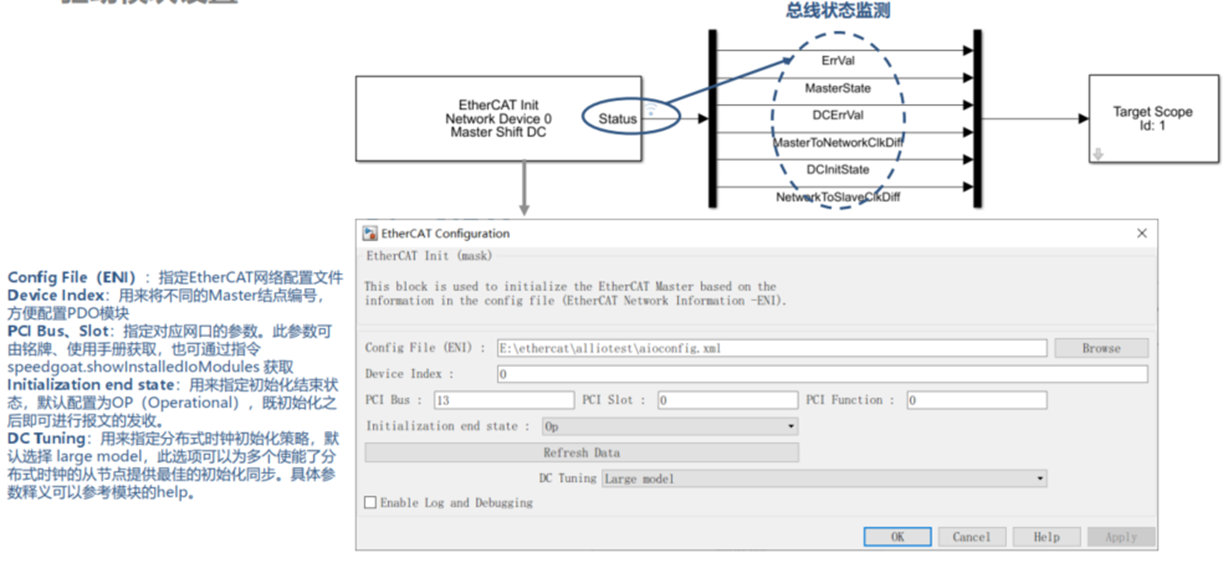 驱动模块设置
总线状态监测
EtherCAT Init
Network Device 0
Master Shift DC
Status
ErrVal
MasterState
DCErrVal
MasterToNetworkClkDiff
DCInitState
NetworkToSlaveClkDiff
Target Scope
Id: 1
Config File（ENI）：指定EtherCAT网络配置文件
Device Index：用来将不同的Master结点编号，
方便配置PDO模块
PCI Bus、Slot：指定对应网口的参数。此参数可
由铭牌、使用手册获取，也可通过指令
speedgoat.showInstalledIoModules 获取
Initialization end state：用来指定初始化结束状
态，默认配置为OP（Operational），既初始化之
后即可进行报文的发收。
DC Tuning：用来指定分布式时钟初始化策略，默
认选择 large model，此选项可以为多个使能了分
布式时钟的从节点提供最佳的初始化同步。具体参
数释义可以参考模块的help。
EtherCAT Configuration
EtherCAT Init (mask)
This block is used to initialize the EtherCAT Master based on the
information in the config file (EtherCAT Network Information -ENI).
Config File (ENI) : E:\ethercat\alliotest\aioconfig.xml Browse
Device Index : 0
PCI Bus : 13 PCI Slot : 0 PCI Function : 0
Initialization end state : Op
Refresh Data
DC Tuning Large model
Enable Log and Debugging
OK Cancel Help Apply